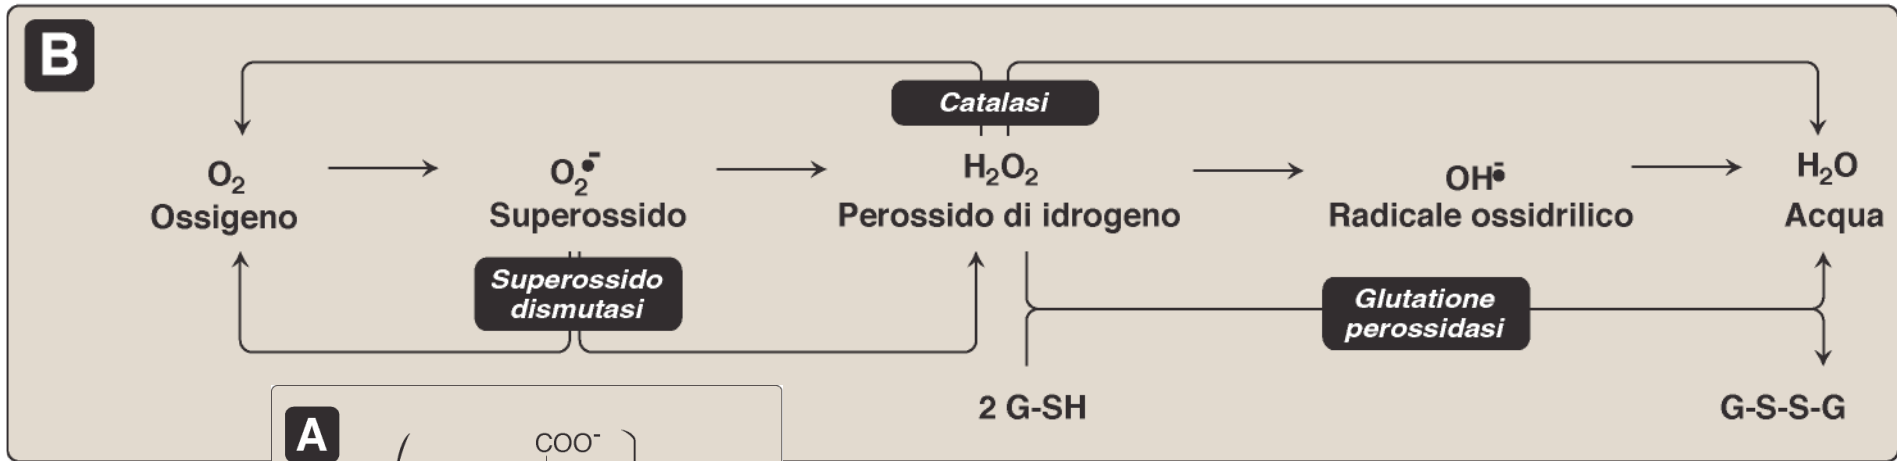 B
Catalasi
O₂
O₂•⁻
H₂O₂
OH•⁻
H₂O
Ossigeno
Superossido
Perossido di idrogeno
Radicale ossidrilico
Acqua
Superossido
dismutasi
Glutatione
perossidasi
2 G-SH
G-S-S-G
A
COO⁻